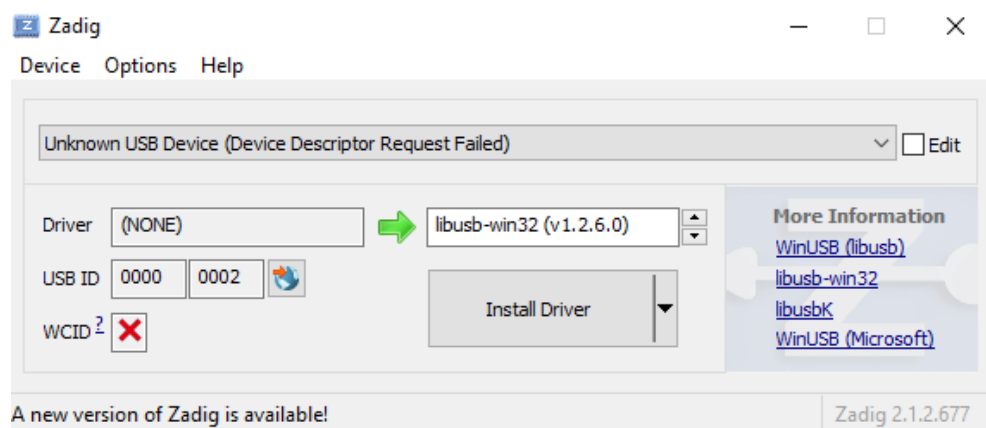 Zadig
Device Options Help
Unknown USB Device (Device Descriptor Request Failed)
Edit
Driver (NONE) libusb-win32 (v1.2.6.0)
USB ID 0000 0002
WCID ?
Install Driver
More Information
WinUSB (libusb)
libusb-win32
libusbK
WinUSB (Microsoft)
A new version of Zadig is available!
Zadig 2.1.2.677